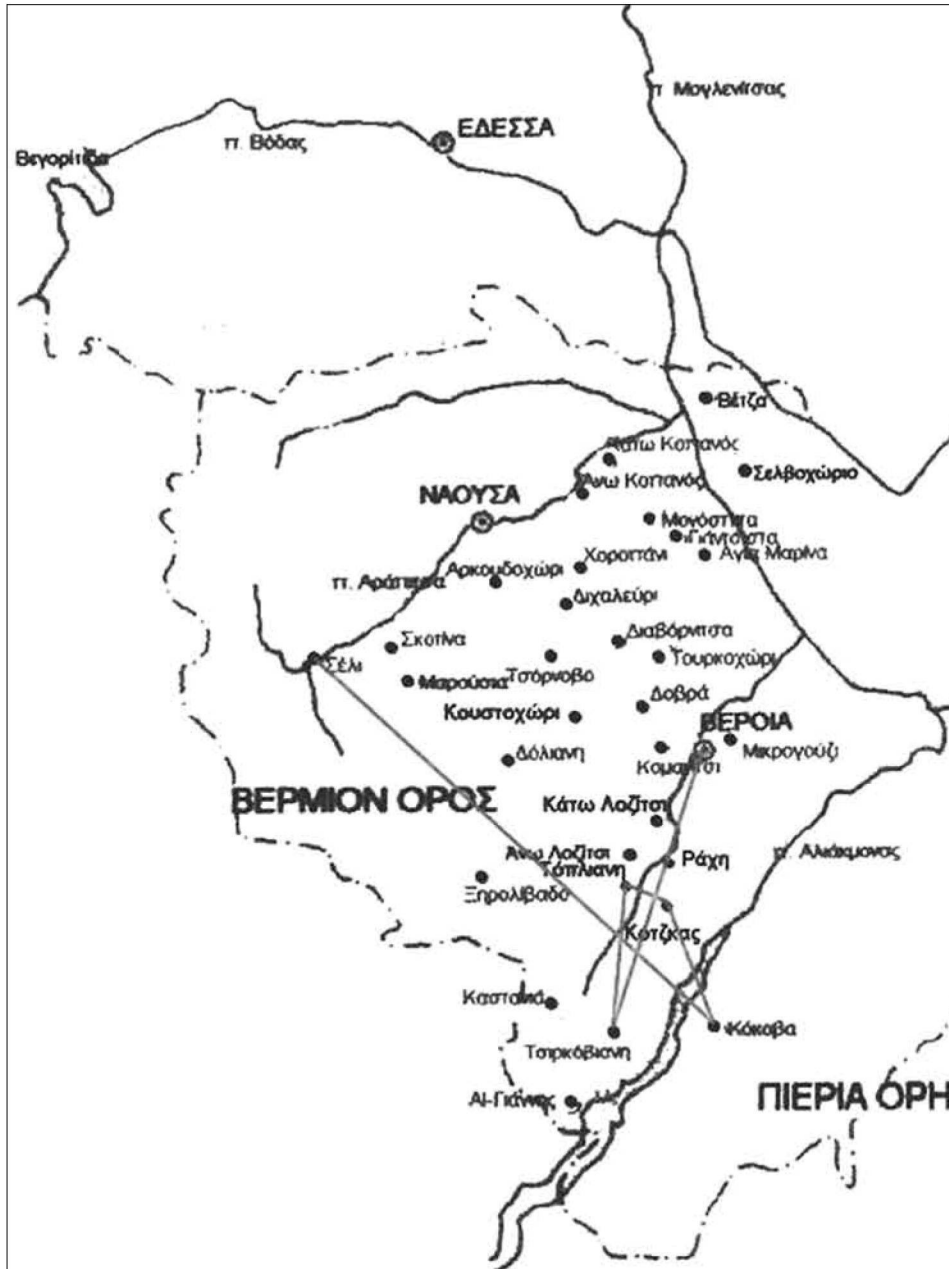 π Μογλενίτσας
ΕΔΕΣΣΑ
π. Βόδας
Βεγορίτιδα
Βέτζα
Κάτω Κοπανός
Σελβοχώριο
Άνω Κοπανός
ΝΑΟΥΣΑ
Μονόσπιτα
Γιάντσιστα
Αγία Μαρίνα
Χοροπάνι
Αρκουδοχώρι
π. Αράπιτσα
Διχαλεύρι
Διαβόρνιτσα
Σκοτίνα
Τουρκοχώρι
Σέλι
Τσόρνοβο
Μαρούσια
Δοβρά
Κουστοχώρι
ΒΕΡΟΙΑ
Μικρογούζι
Δόλιανη
Κομανίτσι
ΒΕΡΜΙΟΝ ΟΡΟΣ
Κάτω Λοζίτσι
π. Αλιάκμονας
Άνω Λοζίτσι
Ράχη
Τόπλιανη
Ξηρολίβαδο
Κοτζκας
Καστανιά
Κόκοβα
Τσιρκόβιανη
ΠΙΕΡΙΑ ΟΡΗ
Αϊ-Γιάννης